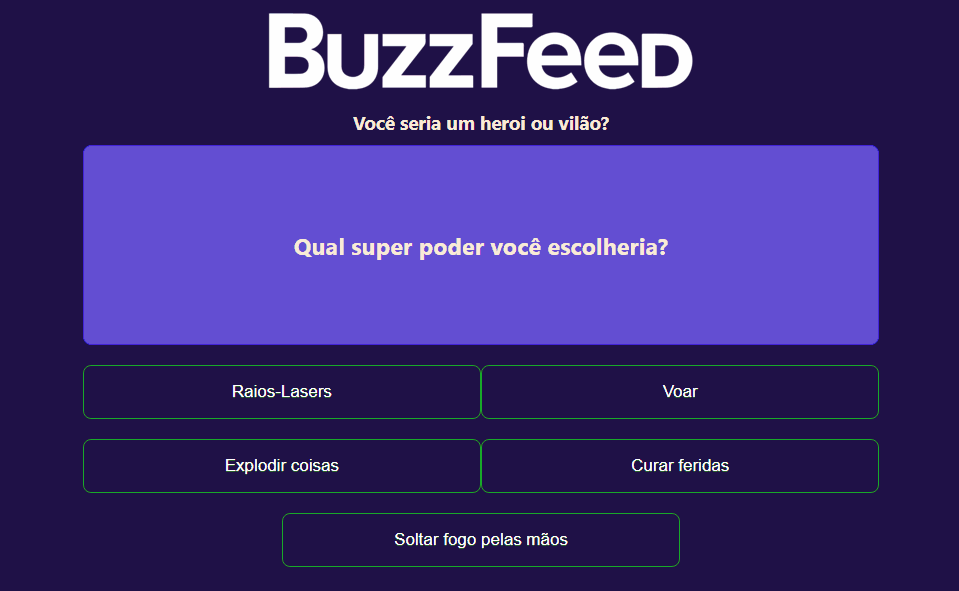 BuzzFeed
Você seria um heroi ou vilão?
Qual super poder você escolheria?
Raios-Lasers
Voar
Explodir coisas
Curar feridas
Soltar fogo pelas mãos